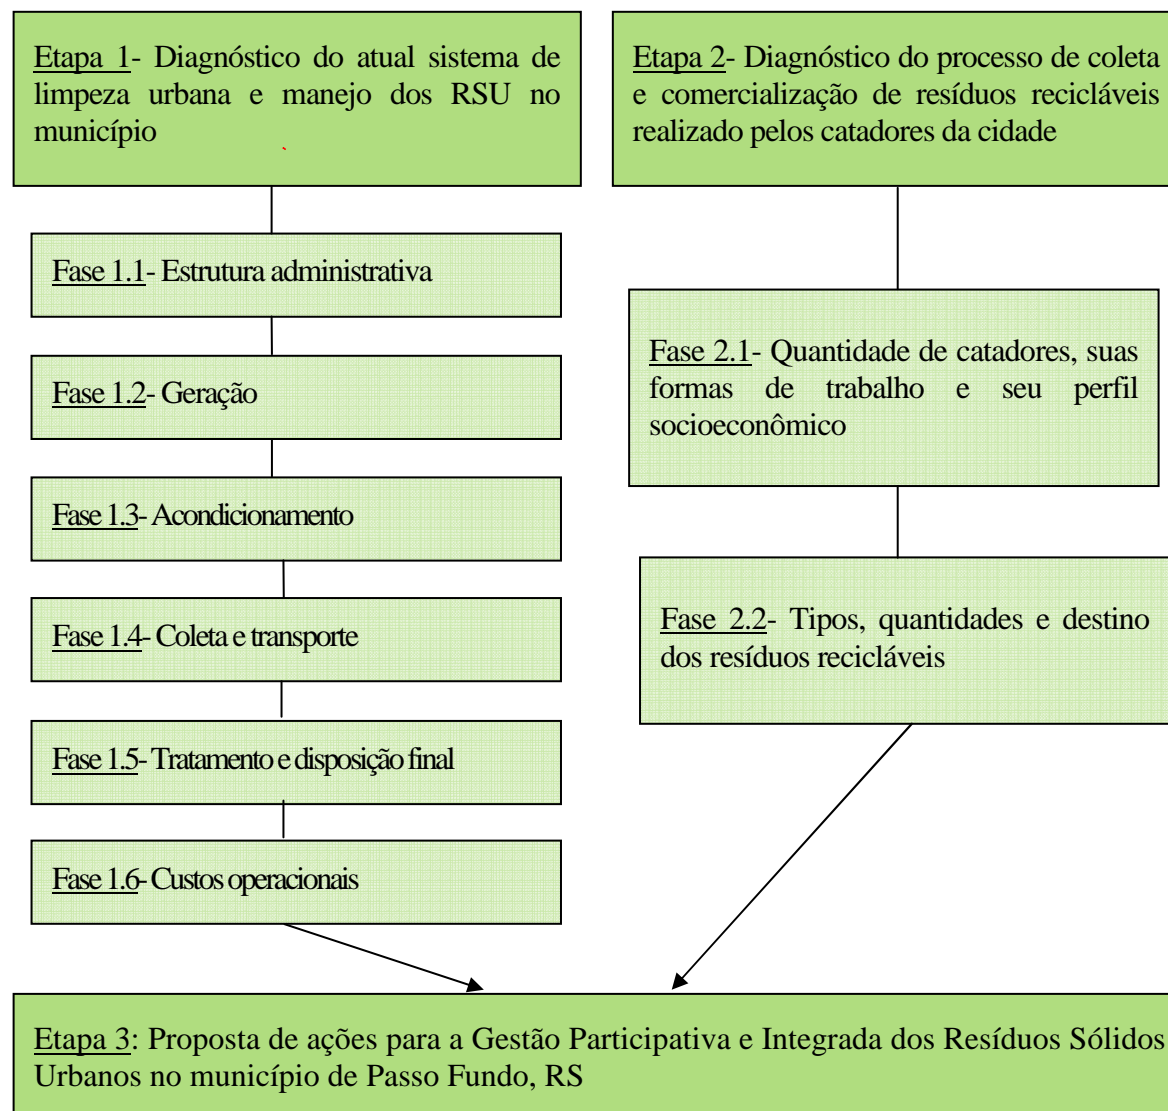 Etapa 1- Diagnóstico do atual sistema de
limpeza urbana e manejo dos RSU no
município
Fase 1.1- Estrutura administrativa
Fase 1.2- Geração
Fase 1.3- Acondicionamento
Fase 1.4- Coleta e transporte
Fase 1.5- Tratamento e disposição final
Fase 1.6- Custos operacionais
Etapa 2- Diagnóstico do processo de coleta
e comercialização de resíduos recicláveis
realizado pelos catadores da cidade
Fase 2.1- Quantidade de catadores, suas
formas de trabalho e seu perfil
socioeconômico
Fase 2.2- Tipos, quantidades e destino
dos resíduos recicláveis
Etapa 3: Proposta de ações para a Gestão Participativa e Integrada dos Resíduos Sólidos
Urbanos no município de Passo Fundo, RS